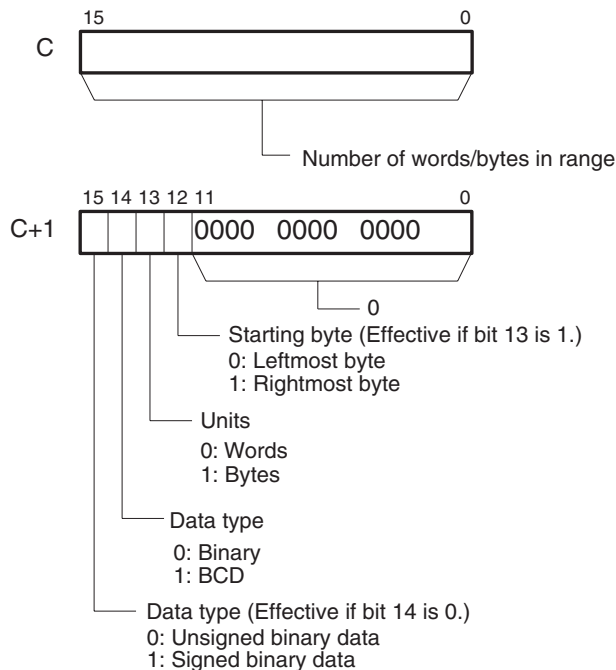 15 0
C
Number of words/bytes in range
15 14 13 12 11 0
C+1 0000 0000 0000
0
Starting byte (Effective if bit 13 is 1.)
0: Leftmost byte
1: Rightmost byte
Units
0: Words
1: Bytes
Data type
0: Binary
1: BCD
Data type (Effective if bit 14 is 0.)
0: Unsigned binary data
1: Signed binary data